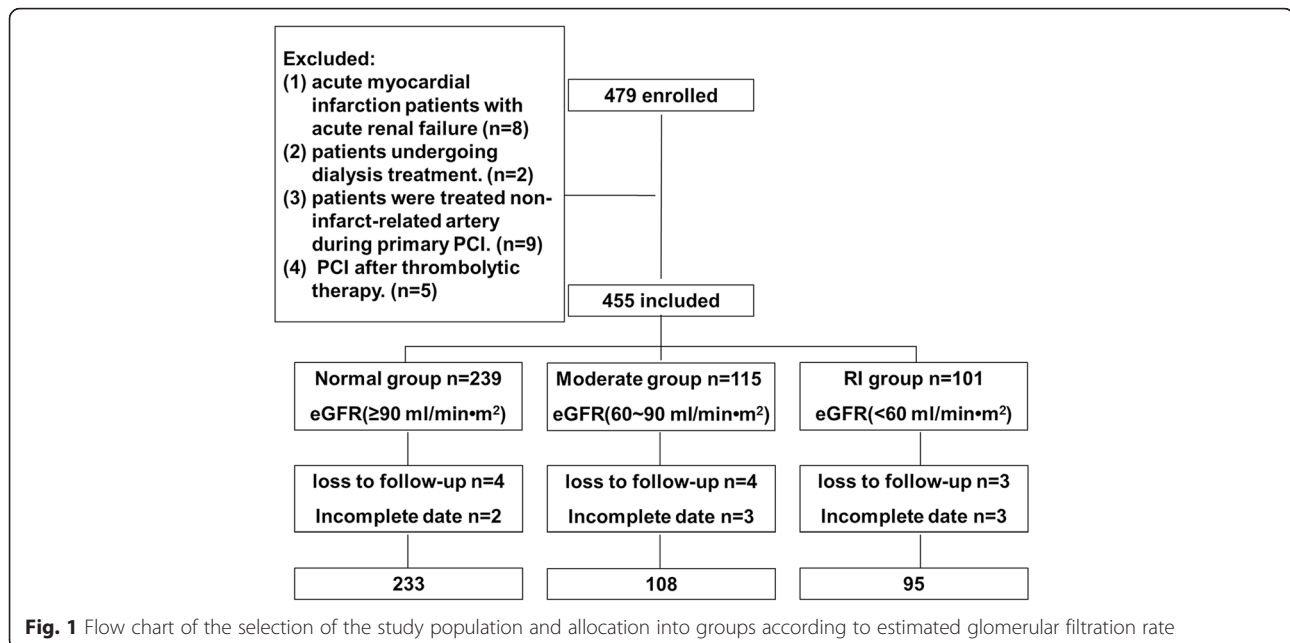 Excluded:
(1) acute myocardial
infarction patients with
acute renal failure (n=8)
(2) patients undergoing
dialysis treatment. (n=2)
(3) patients were treated non-
infarct-related artery
during primary PCI. (n=9)
(4) PCI after thrombolytic
therapy. (n=5)
479 enrolled
455 included
Normal group n=239
eGFR(≥90 ml/min•m²)
Moderate group n=115
eGFR(60~90 ml/min•m²)
RI group n=101
eGFR(<60 ml/min•m²)
loss to follow-up n=4
Incomplete date n=2
loss to follow-up n=4
Incomplete date n=3
loss to follow-up n=3
Incomplete date n=3
233
108
95
Fig. 1 Flow chart of the selection of the study population and allocation into groups according to estimated glomerular filtration rate